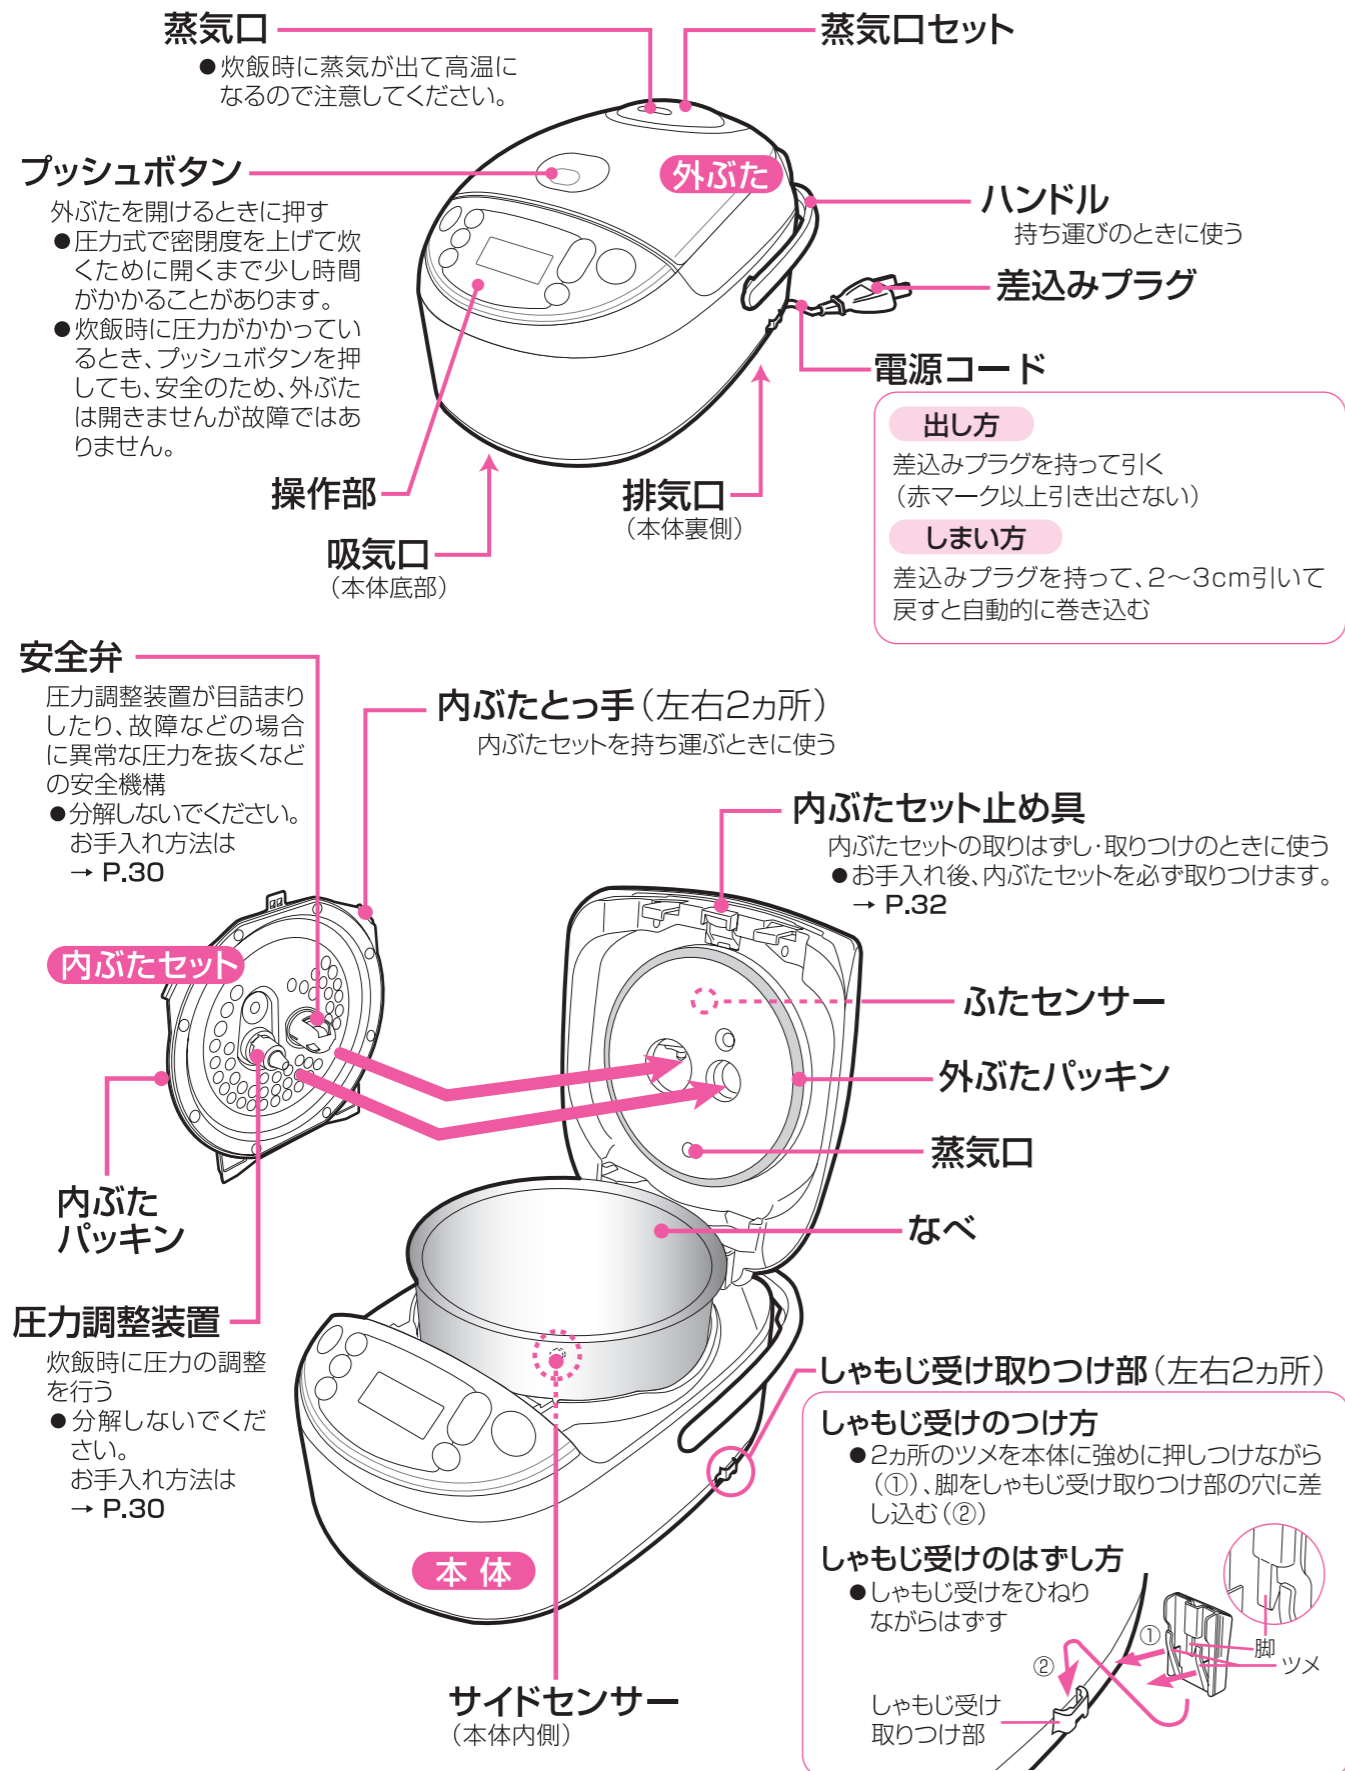 蒸気口
●炊飯時に蒸気が出て高温に
なるので注意してください。
蒸気口セット
プッシュボタン
外ぶたを開けるときに押す
●圧力式で密閉度を上げて炊
くために開くまで少し時間
がかかることがあります。
●炊飯時に圧力がかかってい
るとき、プッシュボタンを押
しても、安全のため、外ぶた
は開きませんが故障ではあ
りません。
外ぶた
ハンドル
持ち運びのときに使う
差込みプラグ
電源コード
出し方
差込みプラグを持って引く
（赤マーク以上引き出さない）
しまい方
差込みプラグを持って、2～3cm引いて
戻すと自動的に巻き込む
操作部
吸気口
（本体底部）
排気口
（本体裏側）
安全弁
圧力調整装置が目詰まり
したり、故障などの場合
に異常な圧力を抜くなど
の安全機構
●分解しないでください。
お手入れ方法は
→ P.30
内ぶたとっ手（左右2ヵ所）
内ぶたセットを持ち運ぶときに使う
内ぶたセット止め具
内ぶたセットの取りはずし・取りつけのときに使う
●お手入れ後、内ぶたセットを必ず取りつけます。
→ P.32
内ぶたセット
ふたセンサー
外ぶたパッキン
蒸気口
なべ
内ぶた
パッキン
圧力調整装置
炊飯時に圧力の調整
を行う
●分解しないでくだ
さい。
お手入れ方法は
→ P.30
本体
サイドセンサー
（本体内側）
しゃもじ受け取りつけ部（左右2ヵ所）
しゃもじ受けのつけ方
●2ヵ所のツメを本体に強めに押しつけながら
（①）、脚をしゃもじ受け取りつけ部の穴に差
し込む（②）
しゃもじ受けのはずし方
●しゃもじ受けをひねり
ながらはずす
①
②
脚
ツメ
しゃもじ受け
取りつけ部